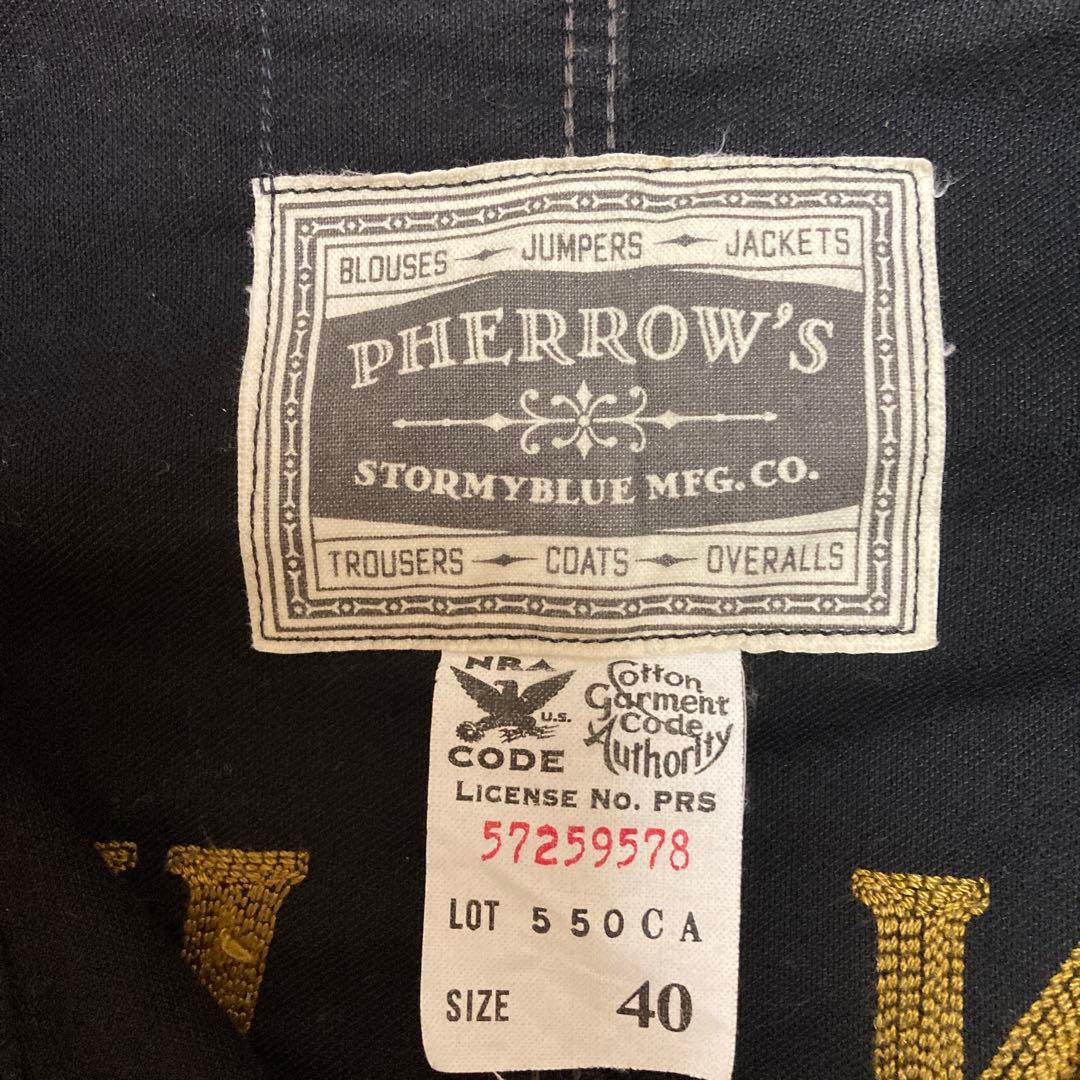 BLOUSES JUMPERS JACKETS
PHERROW'S
STORMYBLUE MFG. CO.
TROUSERS COATS OVERALLS
NRA
U.S.
CODE
Cotton
Garment
Code
Authority
LICENSE NO. PRS
57259578
LOT 550CA
SIZE 40